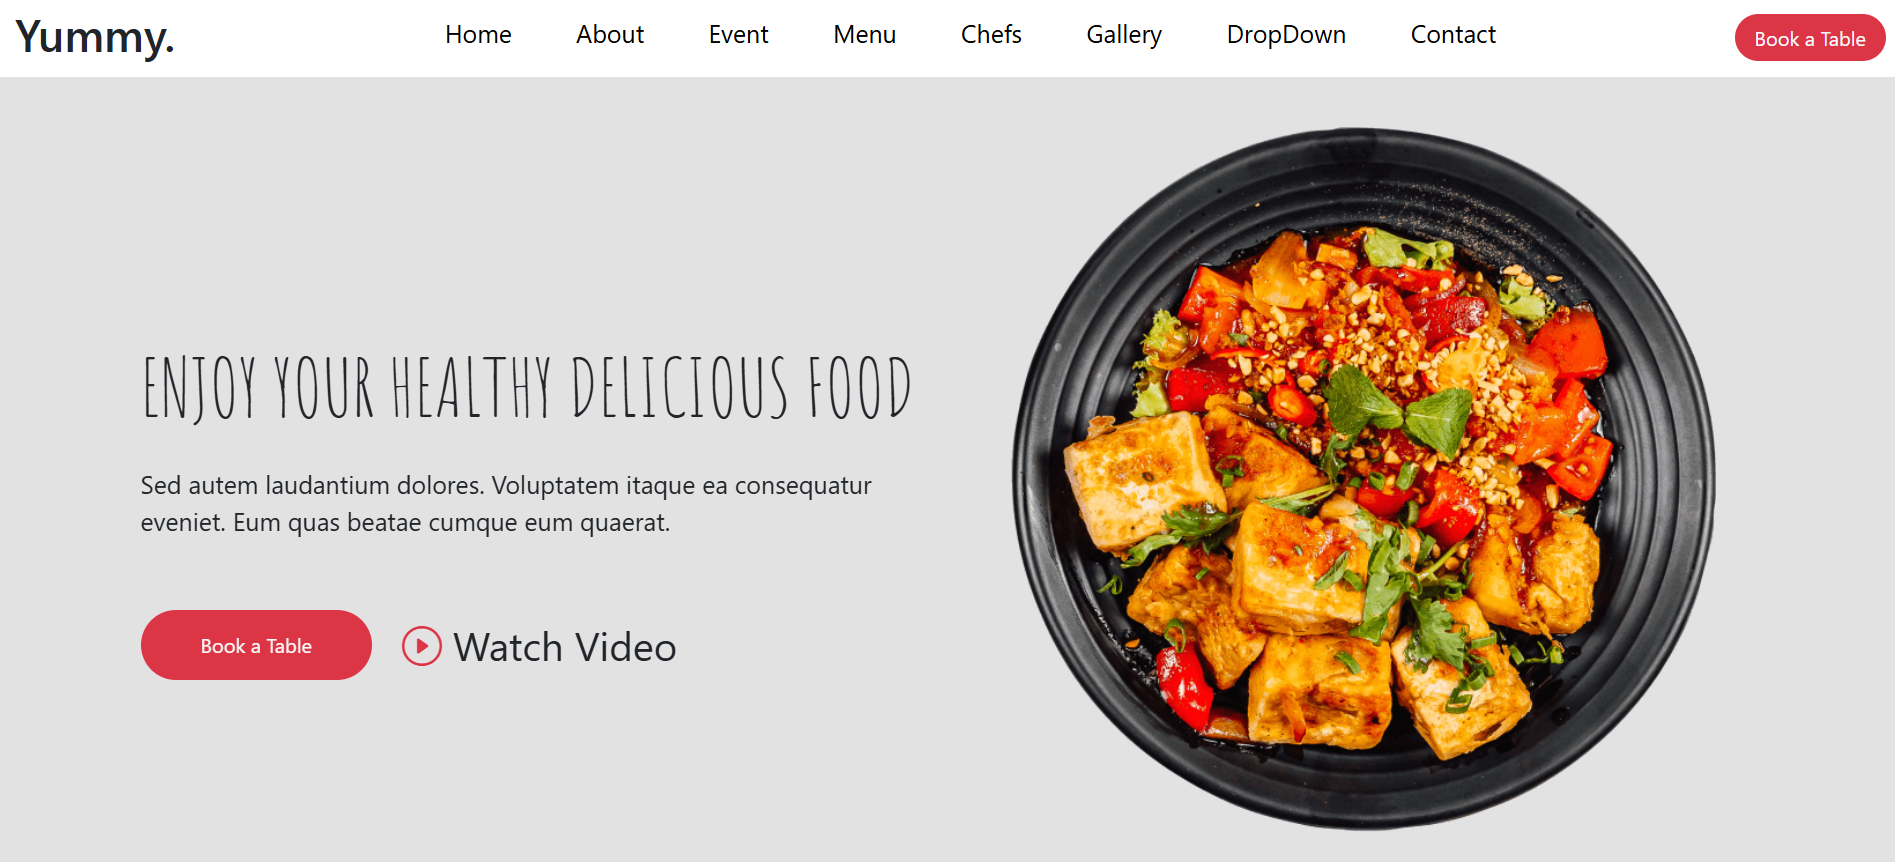 Yummy.
Home About Event Menu Chefs Gallery DropDown Contact
Book a Table
ENJOY YOUR HEALTHY DELICIOUS FOOD
Sed autem laudantium dolores. Voluptatem itaque ea consequatur
eveniet. Eum quas beatae cumque eum quaerat.
Book a Table
Watch Video